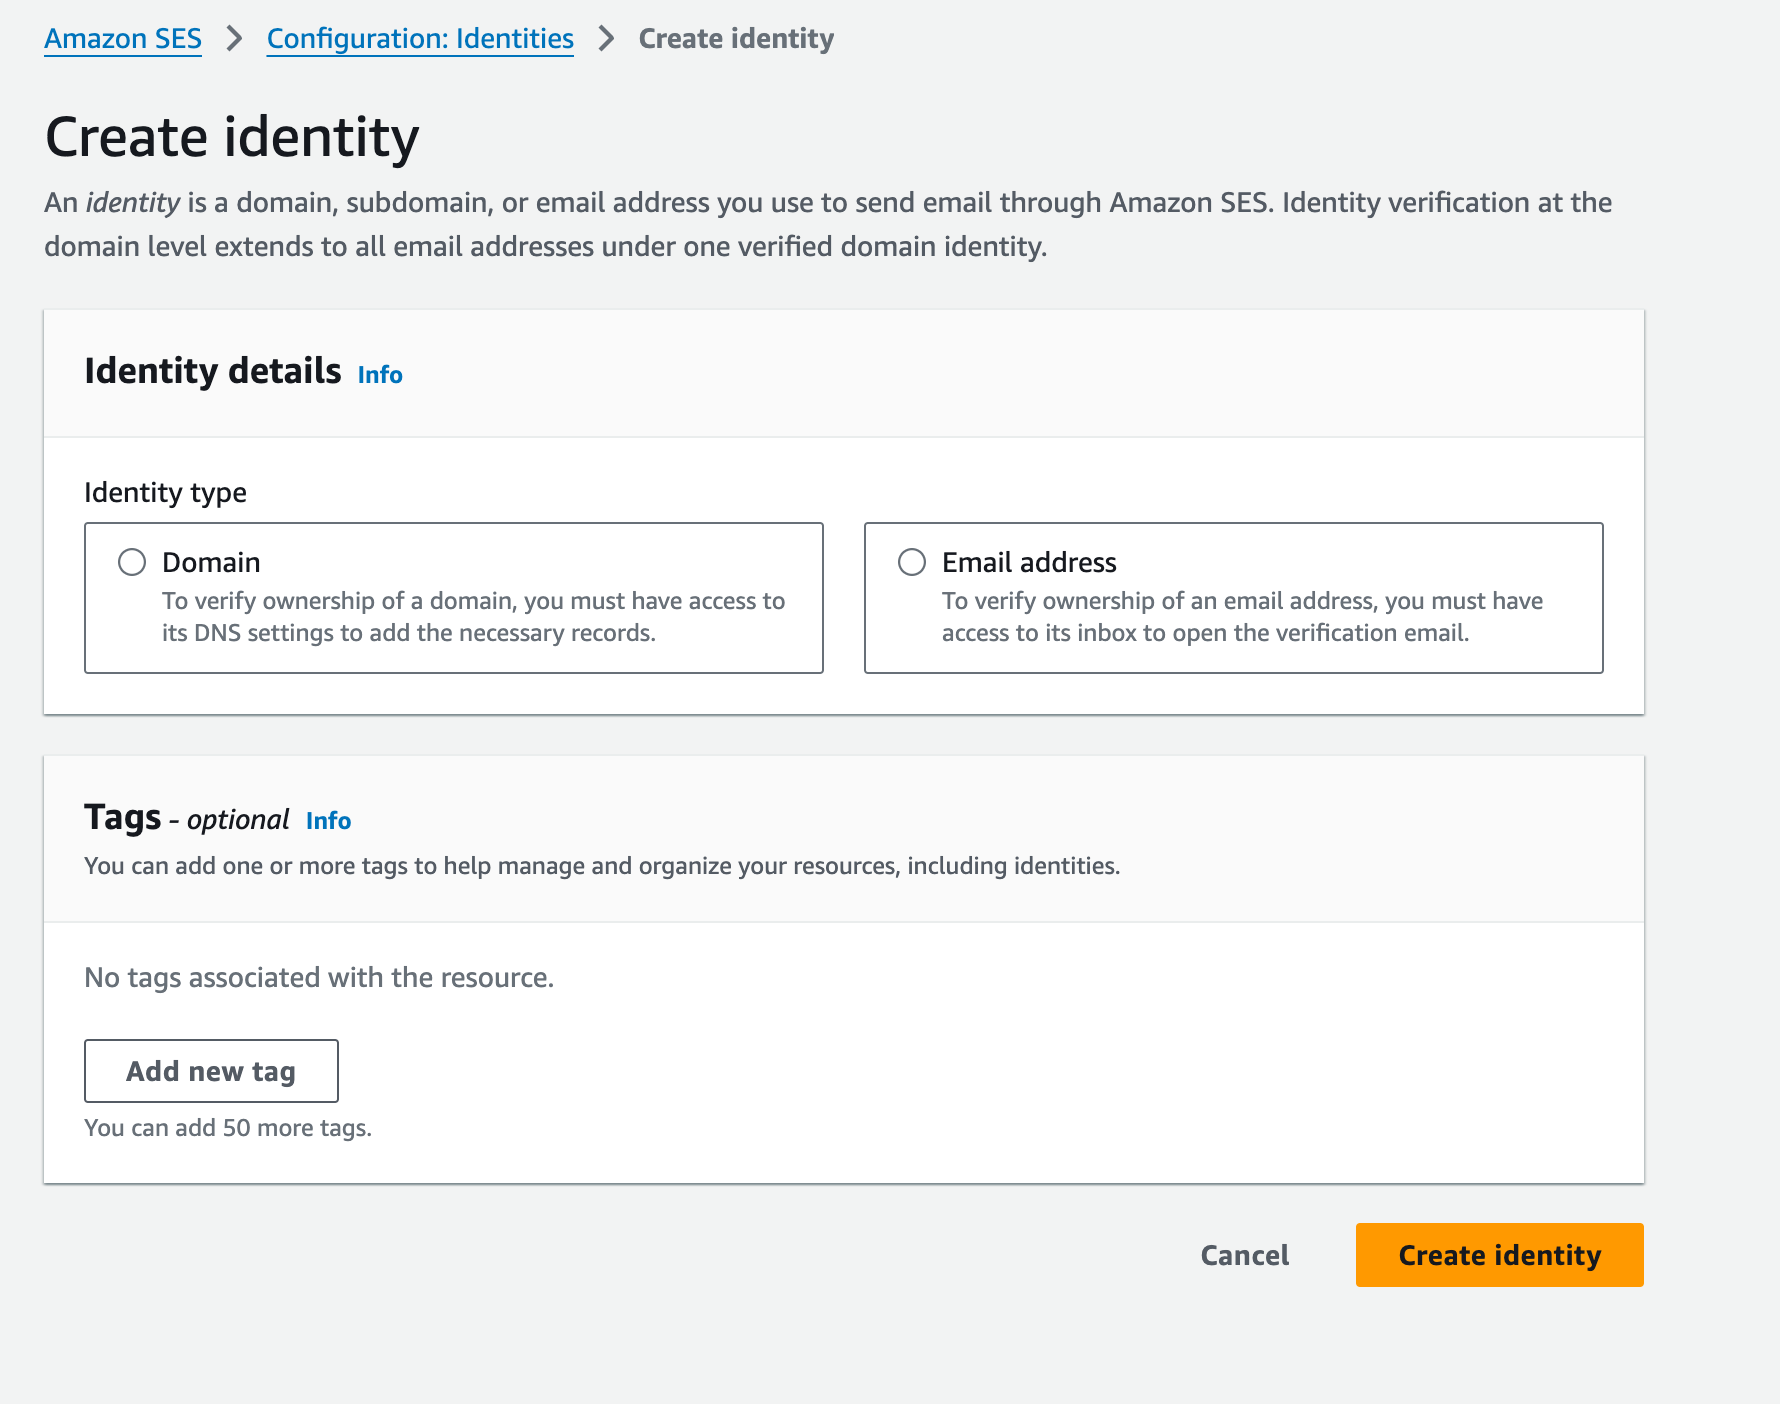 Amazon SES > Configuration: Identities > Create identity
Create identity
An identity is a domain, subdomain, or email address you use to send email through Amazon SES. Identity verification at the
domain level extends to all email addresses under one verified domain identity.
Identity details Info
Identity type
Domain
To verify ownership of a domain, you must have access to
its DNS settings to add the necessary records.
Email address
To verify ownership of an email address, you must have
access to its inbox to open the verification email.
Tags - optional Info
You can add one or more tags to help manage and organize your resources, including identities.
No tags associated with the resource.
Add new tag
You can add 50 more tags.
Cancel
Create identity